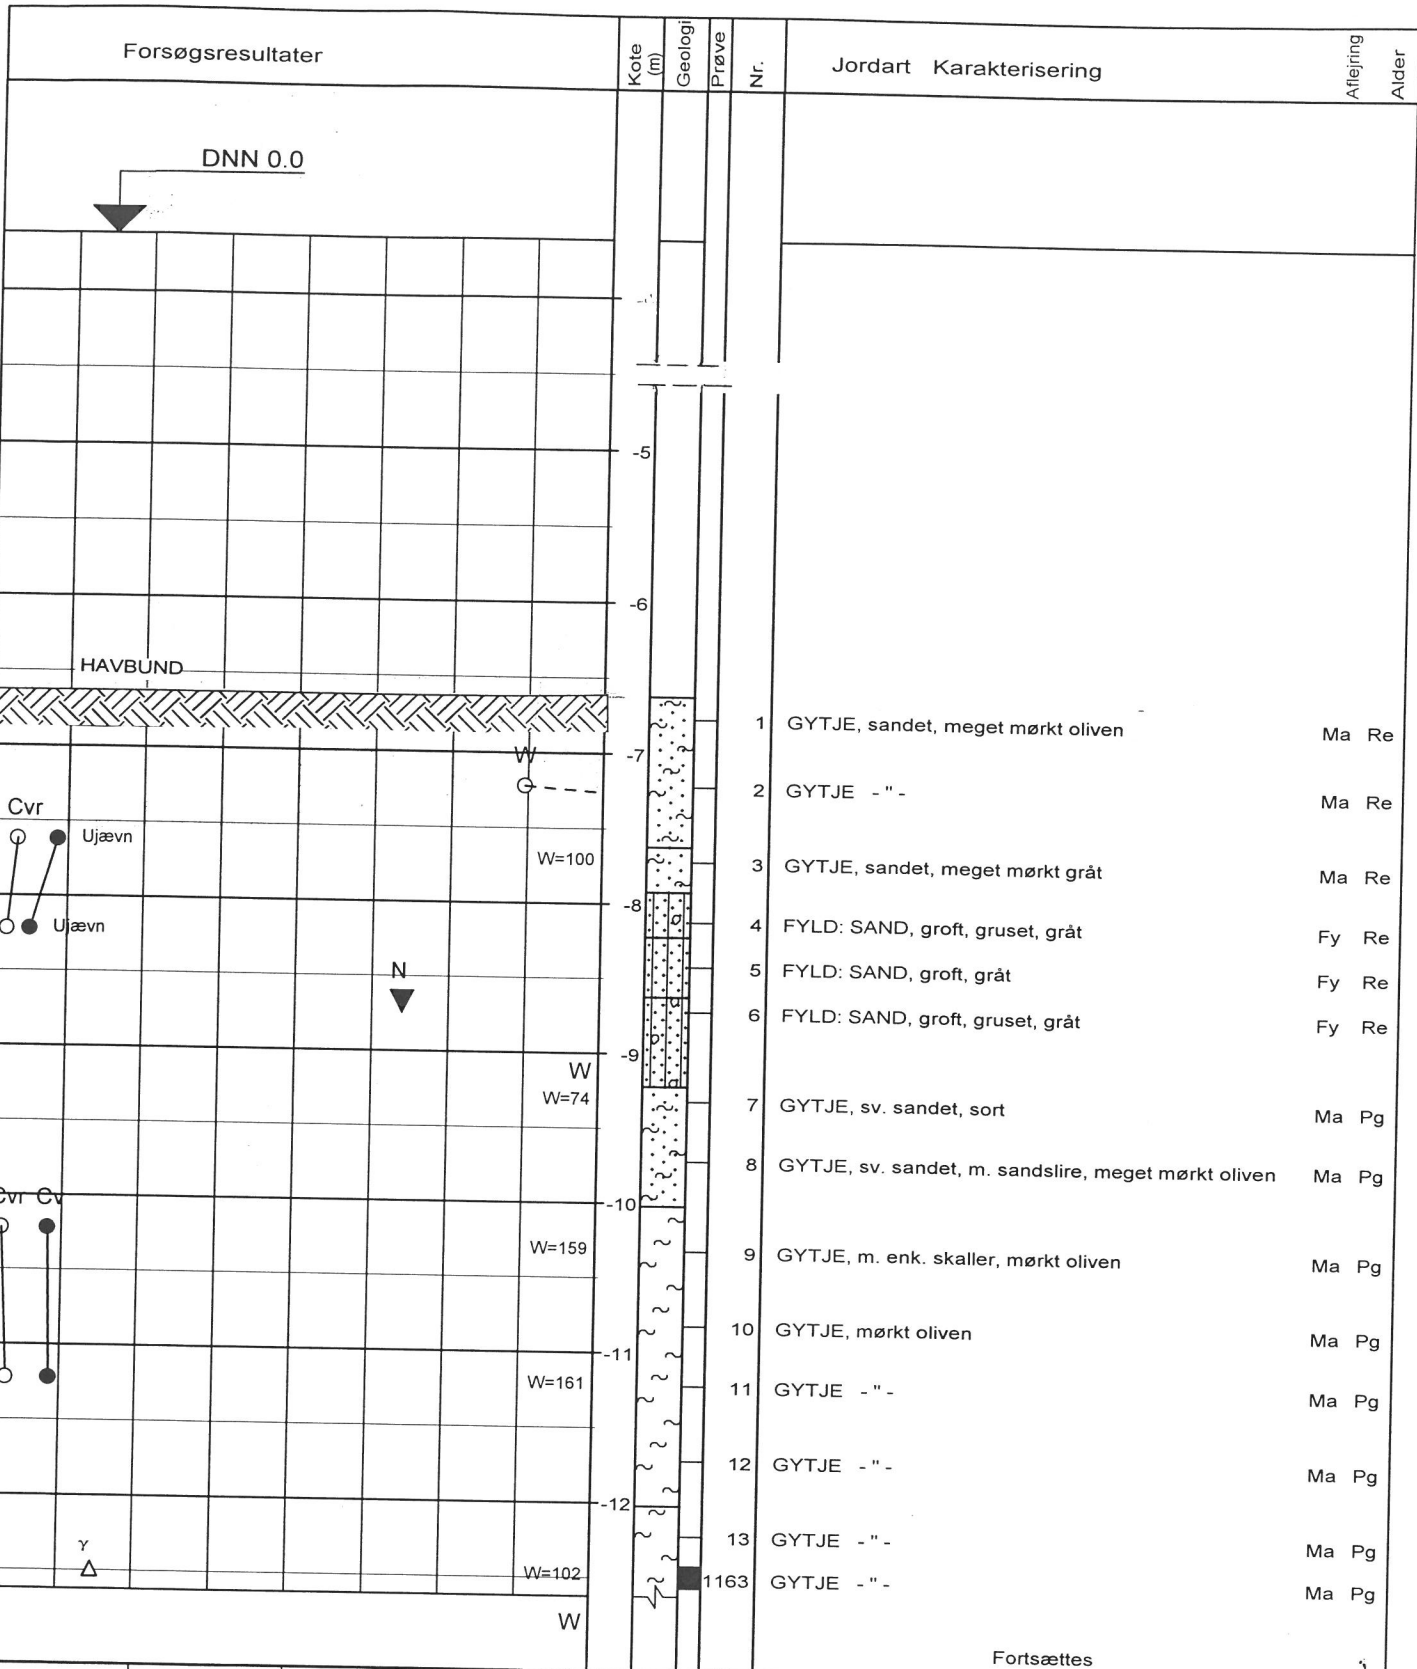 Forsøgsresultater
Kote (m)
Geologi
Prøve
Nr.
Jordart Karakterisering
Aflejring
Alder
DNN 0.0
-5
-6
HAVBUND
1 GYTJE, sandet, meget mørkt oliven Ma Re
-7
W
2 GYTJE - " - Ma Re
Cvr
Ujævn
W=100
3 GYTJE, sandet, meget mørkt gråt Ma Re
-8
Ujævn
4 FYLD: SAND, groft, gruset, gråt Fy Re
N
5 FYLD: SAND, groft, gråt Fy Re
6 FYLD: SAND, groft, gruset, gråt Fy Re
-9
W
W=74
7 GYTJE, sv. sandet, sort Ma Pg
8 GYTJE, sv. sandet, m. sandslire, meget mørkt oliven Ma Pg
Cvr Cv
-10
W=159
9 GYTJE, m. enk. skaller, mørkt oliven Ma Pg
10 GYTJE, mørkt oliven Ma Pg
-11
W=161
11 GYTJE - " - Ma Pg
12 GYTJE - " - Ma Pg
-12
13 GYTJE - " - Ma Pg
γ
W=102
1163 GYTJE - " - Ma Pg
W
Fortsættes